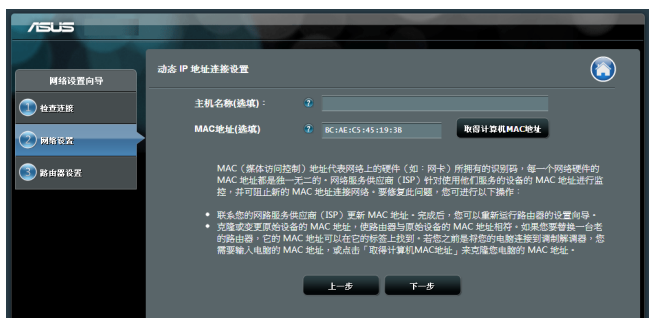 ASUS
网络设置向导
1 检查连接
2 网络设置
3 路由器设置
动态 IP 地址连接设置
主机名称(选填)：
MAC地址(选填)
8C:AE:C5:45:19:38
取得计算机MAC地址
MAC（媒体访问控制）地址代表网络上的硬件（如：网卡）所拥有的识别码，每一个网络硬件的
MAC 地址都是独一无二的。网络服务供应商（ISP）针对使用他们服务的设备的 MAC 地址进行监
控，并可阻止新的 MAC 地址连接网络。要修复此问题，您可进行以下操作：
• 联系您的网路服务供应商（ISP）更新 MAC 地址。完成后，您可以重新运行路由器的设置向导。
• 克隆或变更原始设备的 MAC 地址，使路由器与原始设备的 MAC 地址相符。如果您要替换一台老
的路由器，它的 MAC 地址可以在它的标签上找到。若您之前是将您的电脑连接到调制解调器，您
需要输入电脑的 MAC 地址，或点击「取得计算机MAC地址」来克隆您电脑的 MAC 地址。
上一步
下一步